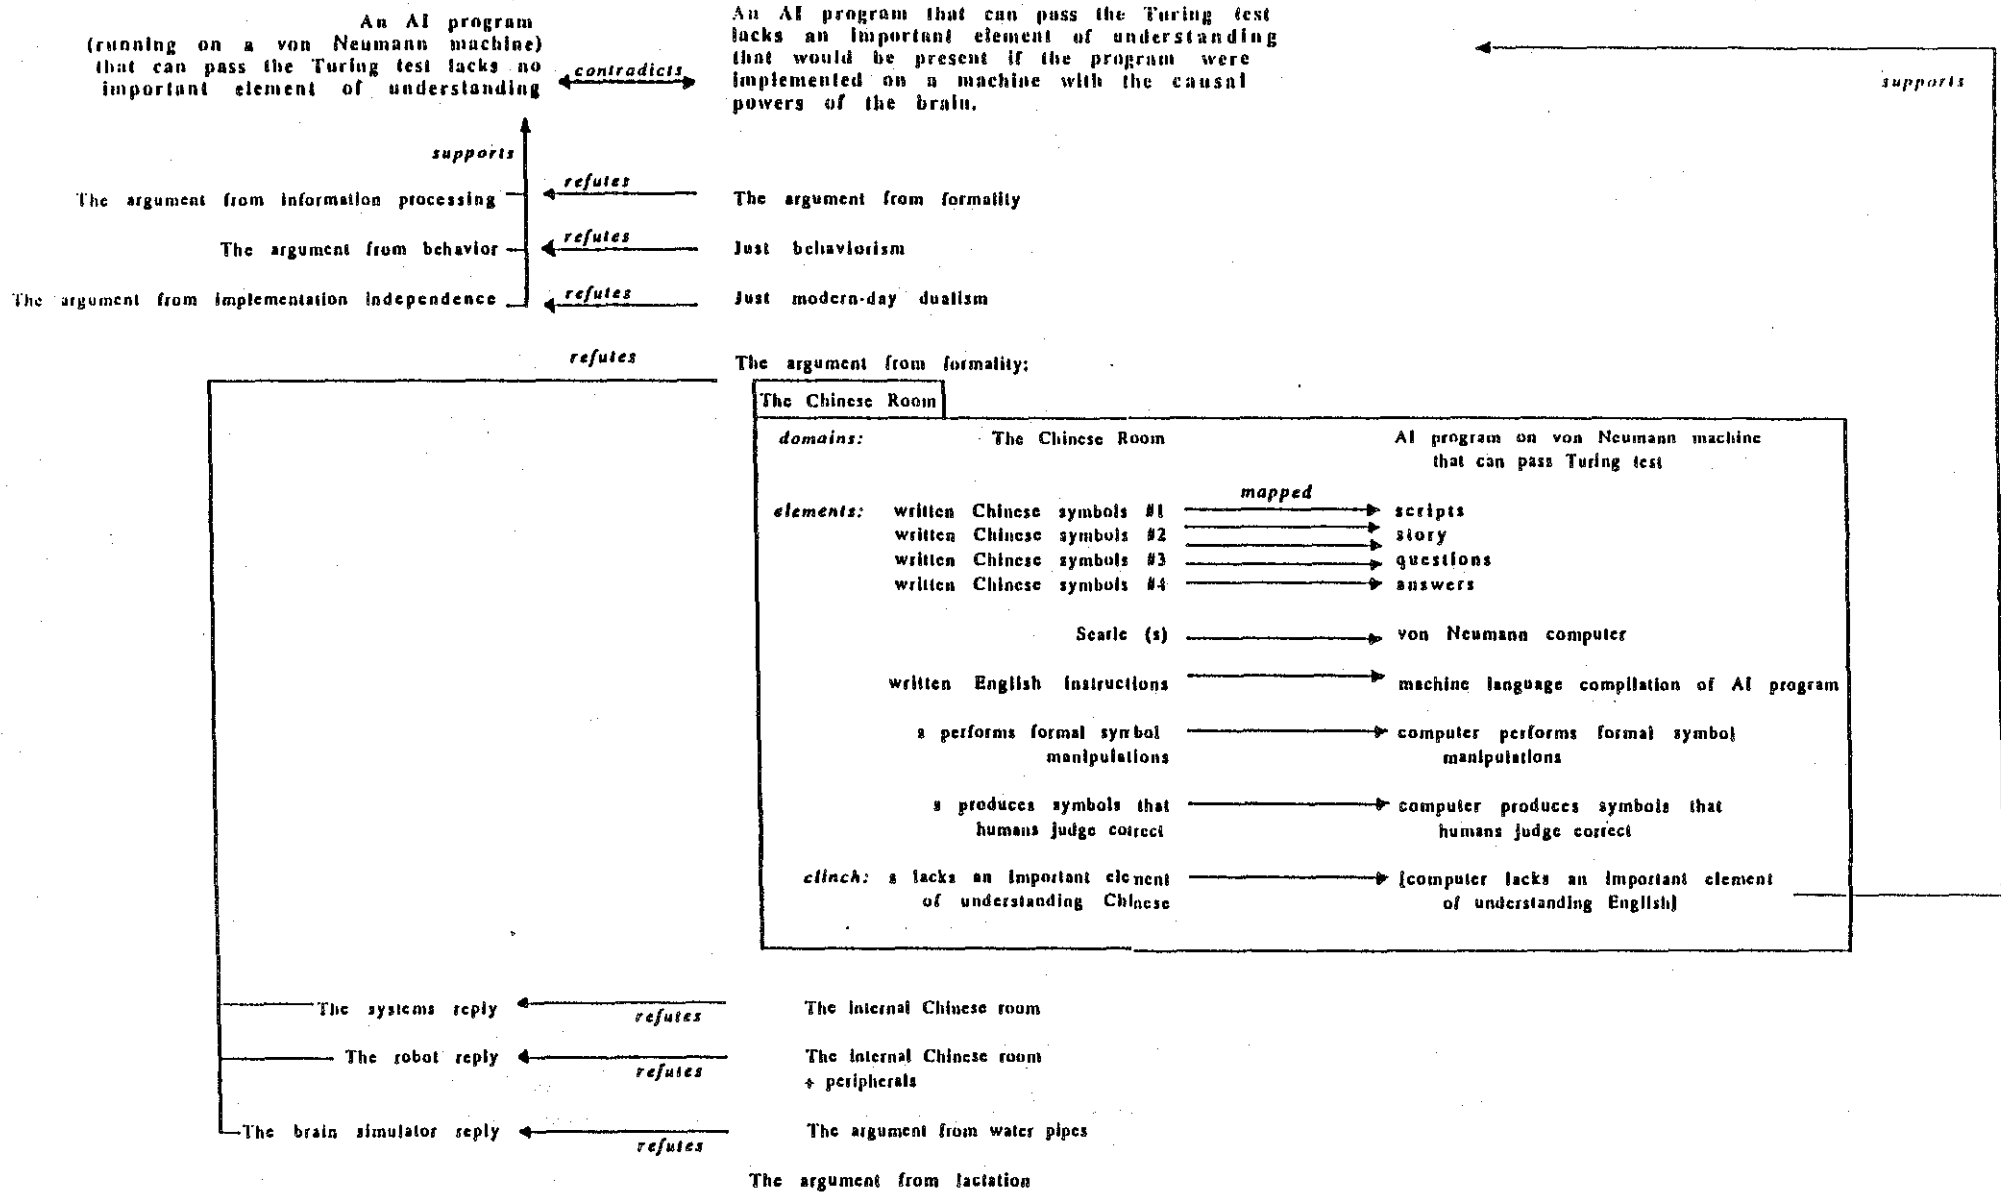 An AI program
(running on a von Neumann machine)
that can pass the Turing test lacks no
important element of understanding
contradicts
An AI program that can pass the Turing test
lacks an important element of understanding
that would be present if the program were
implemented on a machine with the causal
powers of the brain.
supports
supports
The argument from information processing
refutes
The argument from formality
The argument from behavior
refutes
Just behaviorism
The argument from implementation independence
refutes
Just modern-day dualism
refutes
The argument from formality:
The Chinese Room
domains:
The Chinese Room
AI program on von Neumann machine
that can pass Turing test
mapped
elements:
written Chinese symbols #1
scripts
written Chinese symbols #2
story
written Chinese symbols #3
questions
written Chinese symbols #4
answers
Searle (s)
von Neumann computer
written English instructions
machine language compilation of AI program
s performs formal symbol
manipulations
computer performs formal symbol
manipulations
s produces symbols that
humans judge correct
computer produces symbols that
humans judge correct
clinch:
s lacks an important element
of understanding Chinese
[computer lacks an important element
of understanding English]
The systems reply
refutes
The internal Chinese room
The robot reply
refutes
The internal Chinese room
+ peripherals
The brain simulator reply
refutes
The argument from water pipes
The argument from lactation